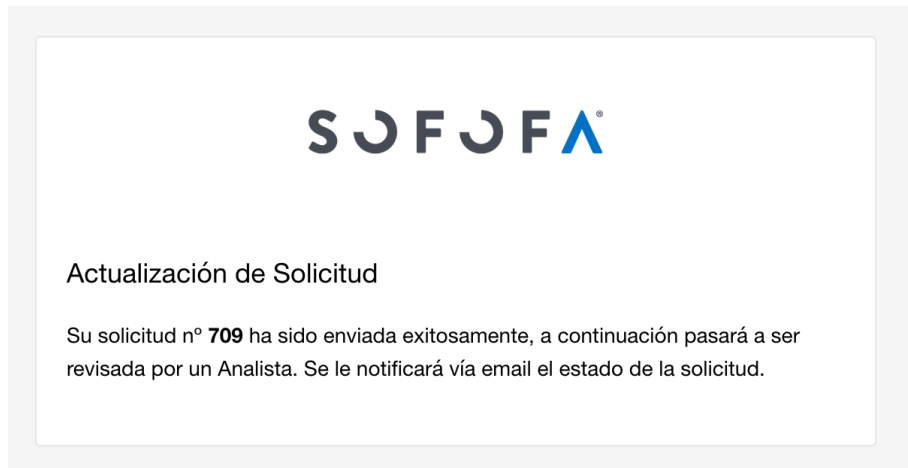 SOFOFA®
Actualización de Solicitud
Su solicitud nº 709 ha sido enviada exitosamente, a continuación pasará a ser
revisada por un Analista. Se le notificará vía email el estado de la solicitud.